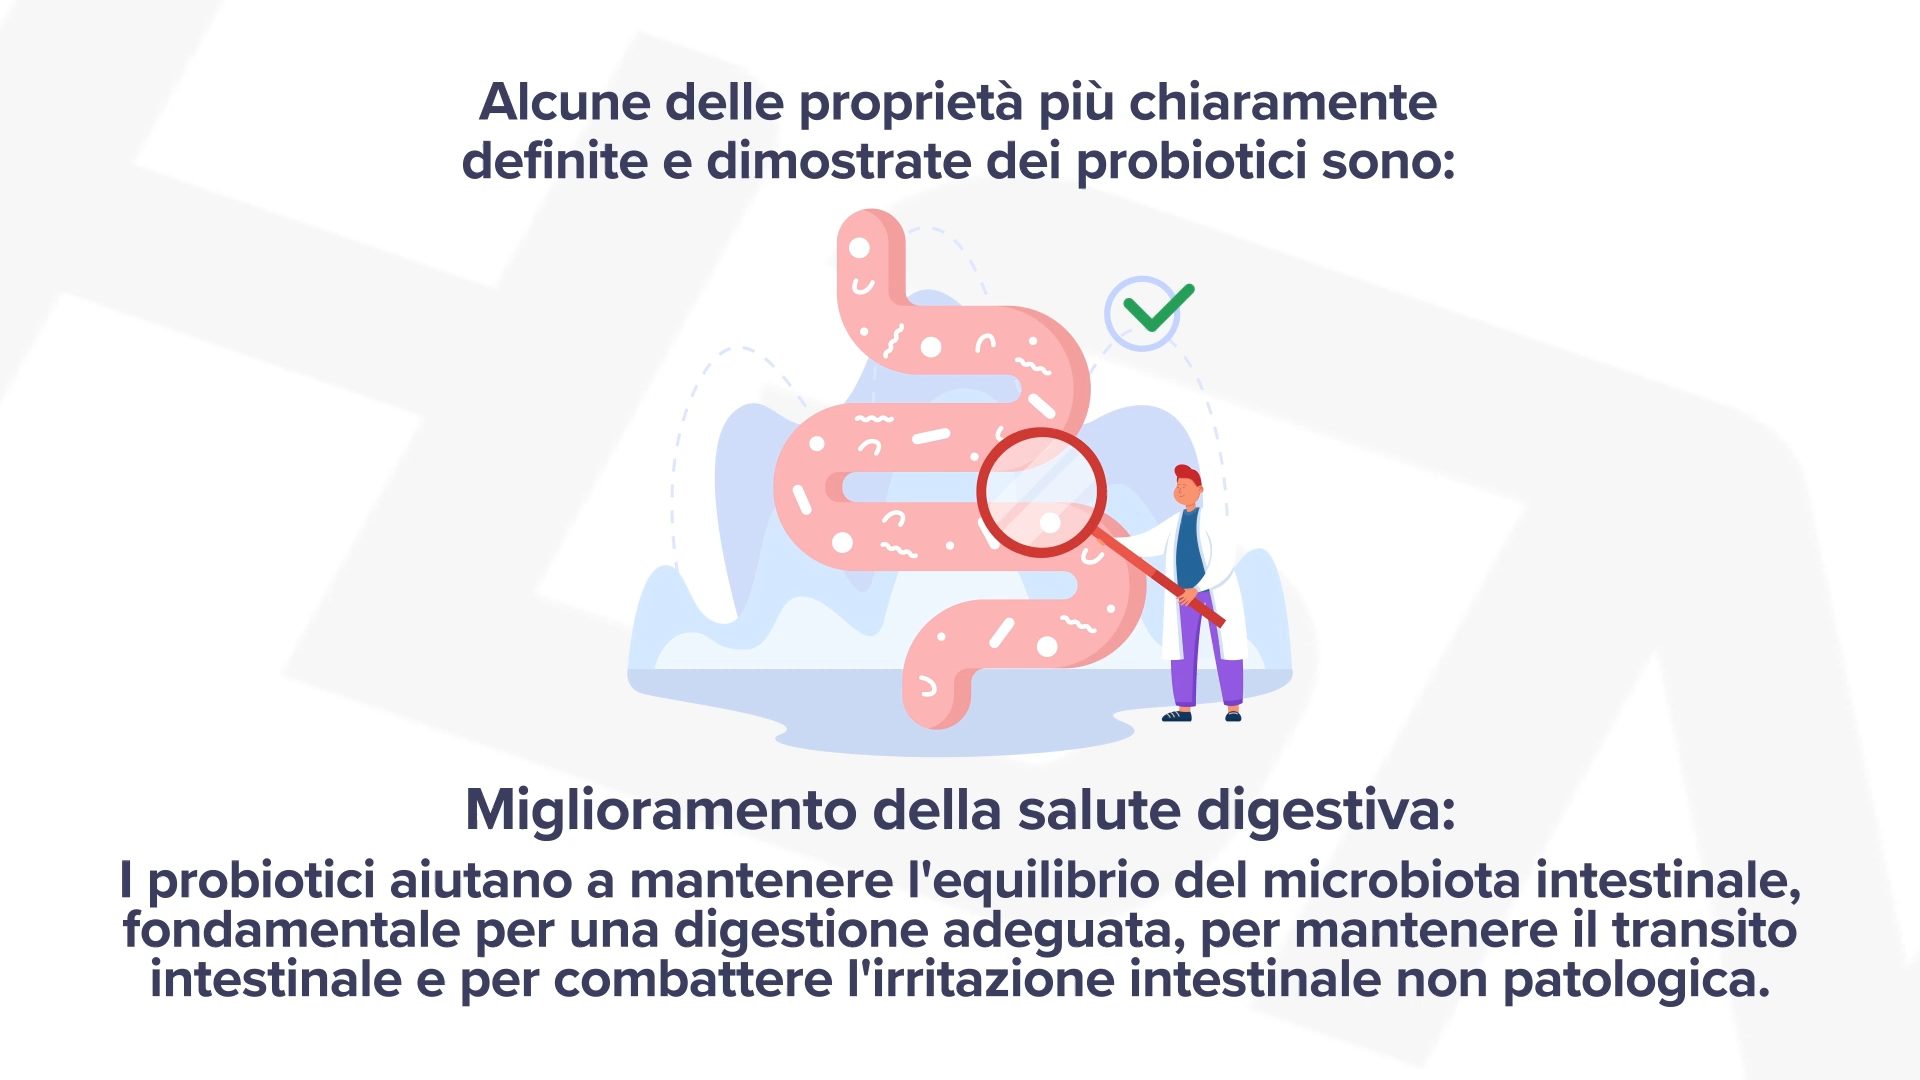 Alcune delle proprietà più chiaramente
definite e dimostrate dei probiotici sono:
Miglioramento della salute digestiva:
I probiotici aiutano a mantenere l'equilibrio del microbiota intestinale,
fondamentale per una digestione adeguata, per mantenere il transito
intestinale e per combattere l'irritazione intestinale non patologica.